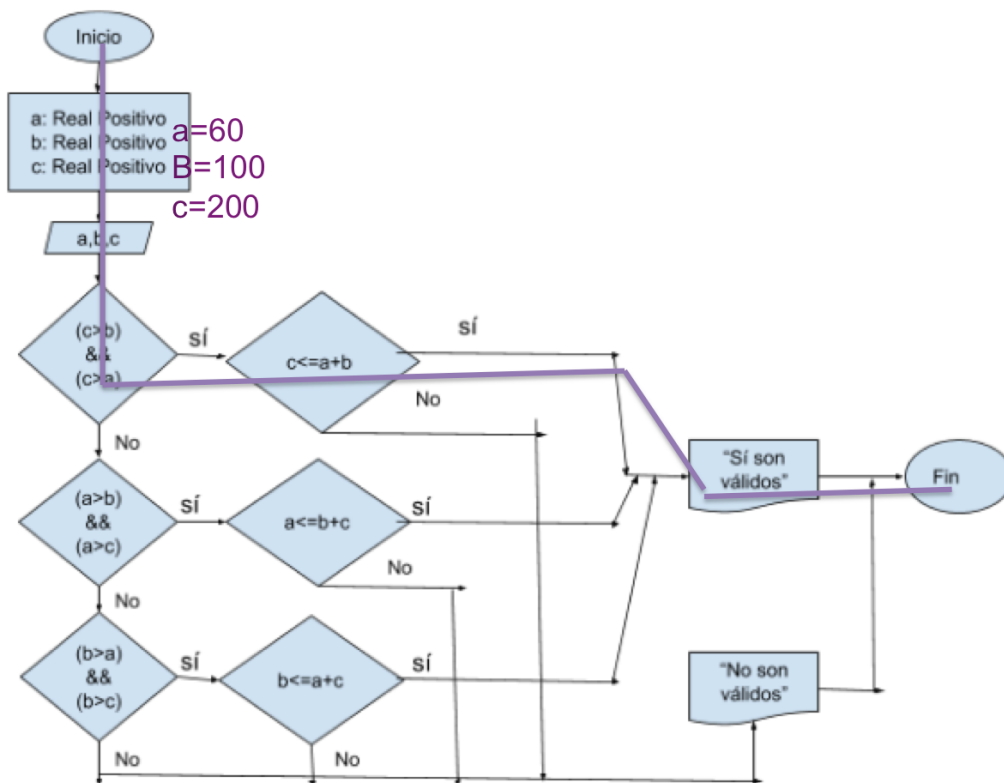 Inicio
a: Real Positivo
b: Real Positivo
c: Real Positivo
a=60
B=100
c=200
a,b,c
(c>b)
&&
(c>a)
sí
c<=a+b
sí
No
No
"Sí son
válidos"
Fin
(a>b)
&&
(a>c)
sí
a<=b+c
sí
No
No
(b>a)
&&
(b>c)
sí
b<=a+c
sí
"No son
válidos"
No
No